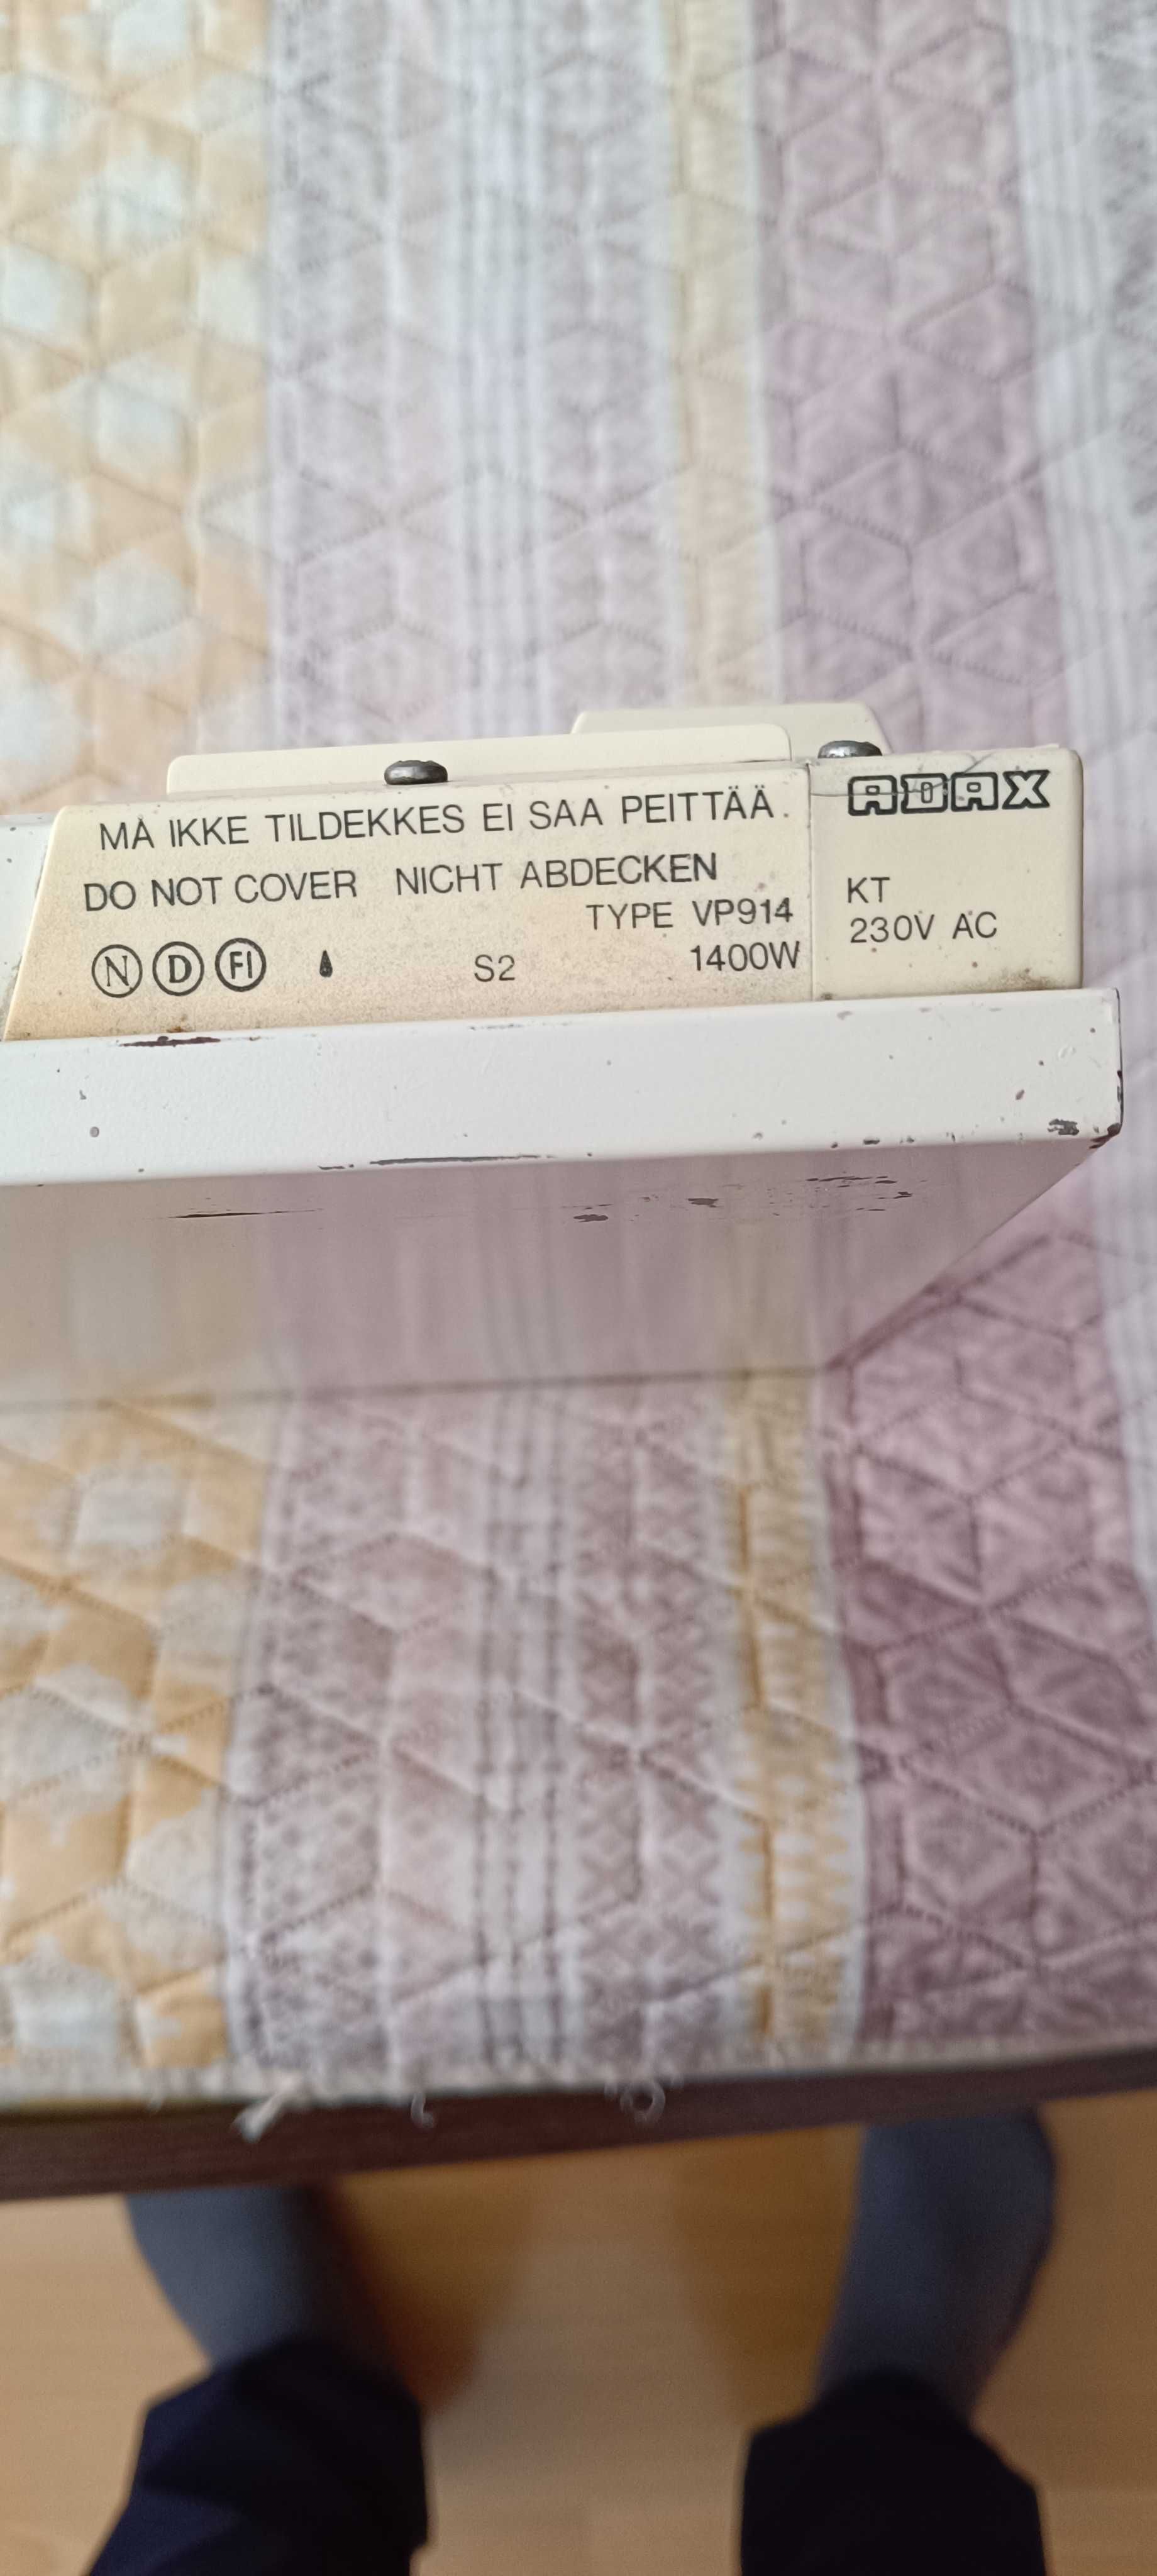 MÅ IKKE TILDEKKES EI SAA PEITTÄÄ.
DO NOT COVER NICHT ABDECKEN
TYPE VP914
N D FI S2 1400W
ADAX
KT
230V AC